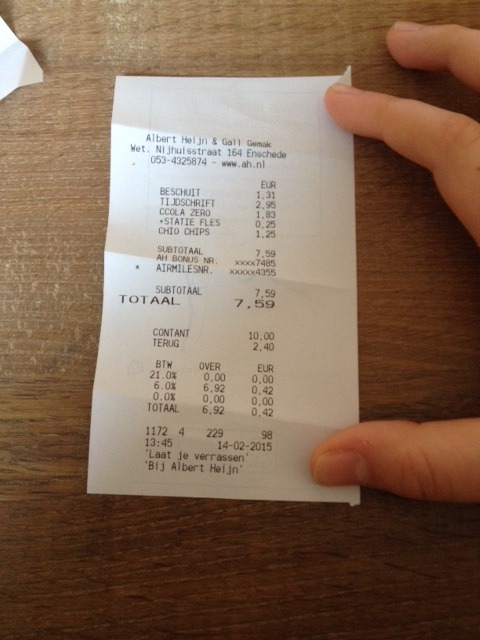 Albert Heijn & Gall Gemak
Wet. Nijhuisstraat 164 Enschede
053-4325874 - www.ah.nl
EUR
BESCHUIT 1,31
TIJDSCHRIFT 2,95
CCOLA ZERO 1,83
+STATIE FLES 0,25
CHIO CHIPS 1,25
SUBTOTAAL 7,59
AH BONUS NR. xxxx7485
* AIRMILESNR. xxxxx4355
SUBTOTAAL 7,59
TOTAAL 7,59
CONTANT 10,00
TERUG 2,40
BTW OVER EUR
21.0% 0,00 0,00
6.0% 6,92 0,42
0.0% 0,00 0,00
TOTAAL 6,92 0,42
1172 4 229 98
13:45 14-02-2015
'Laat je verrassen'
'Bij Albert Heijn'